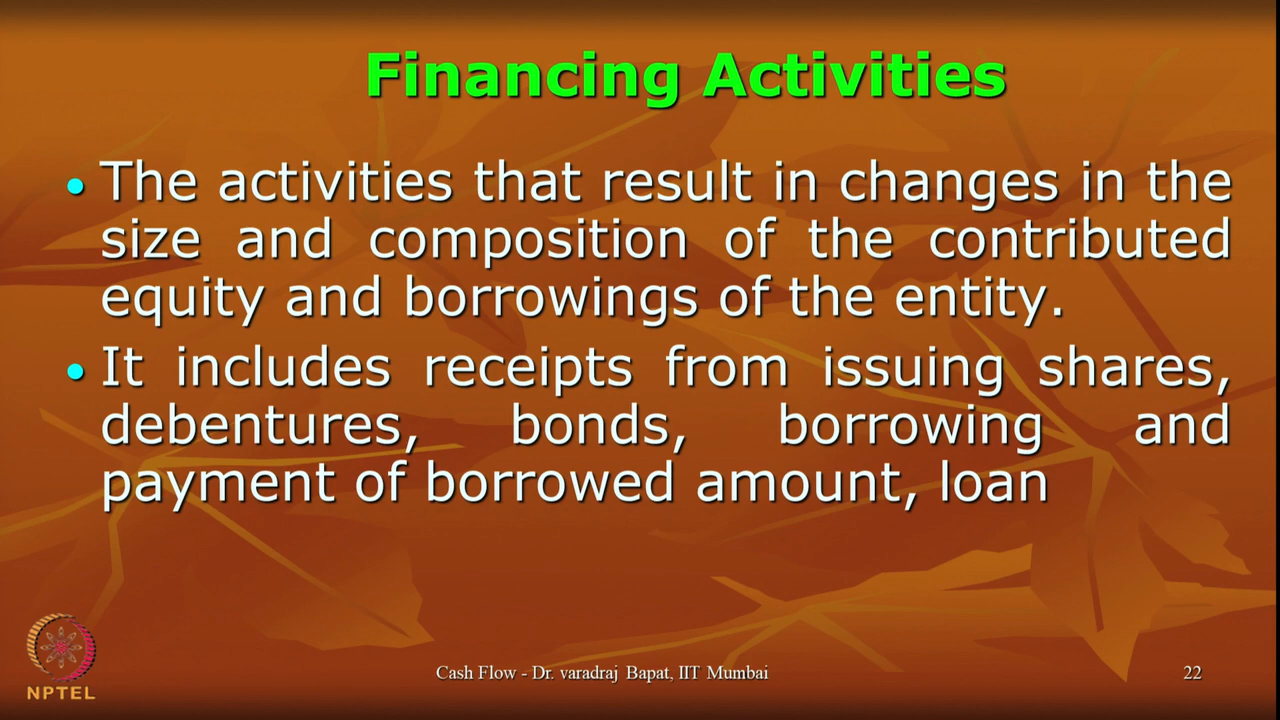 Financing Activities
• The activities that result in changes in the
size and composition of the contributed
equity and borrowings of the entity.
• It includes receipts from issuing shares,
debentures, bonds, borrowing and
payment of borrowed amount, loan
NPTEL
Cash Flow - Dr. varadraj Bapat, IIT Mumbai
22